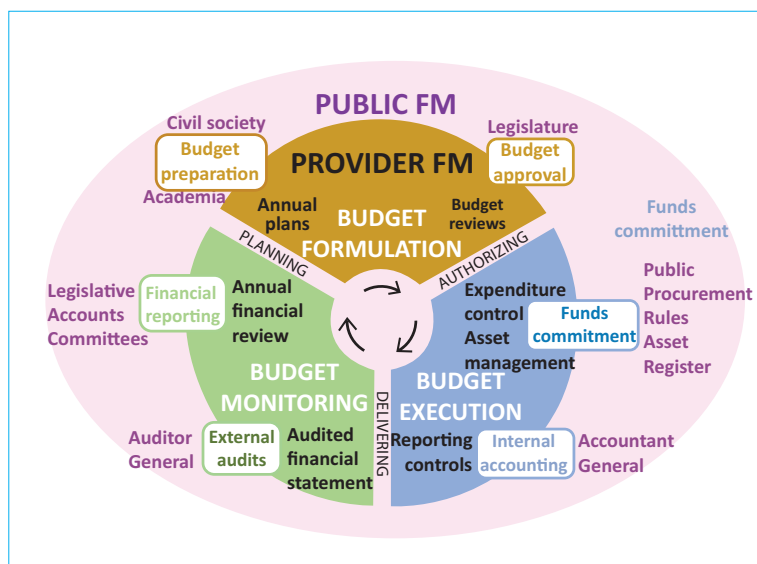 PUBLIC FM
Civil society
Budget
preparation
Academia
PROVIDER FM
Legislature
Budget
approval
Annual
plans
Budget
reviews
BUDGET
FORMULATION
PLANNING
AUTHORIZING
DELIVERING
Funds
committment
Public
Procurement
Rules
Asset
Register
Expenditure
control
Asset
management
Funds
commitment
BUDGET
EXECUTION
Reporting
controls
Internal
accounting
Accountant
General
Legislative
Accounts
Committees
Financial
reporting
Annual
financial
review
BUDGET
MONITORING
Auditor
General
External
audits
Audited
financial
statement